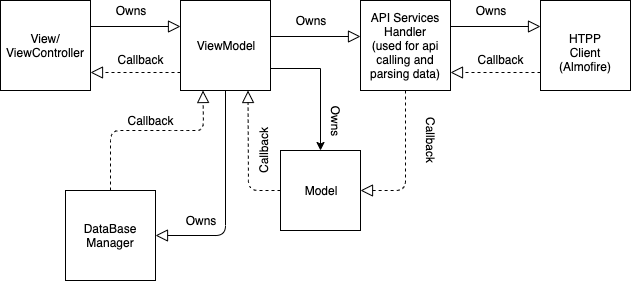 Owns
View/
ViewController
Callback
ViewModel
Owns
API Services
Handler
(used for api
calling and
parsing data)
Owns
HTPP
Client
(Almofire)
Callback
Callback
Callback
Owns
Callback
Model
DataBase
Manager
Owns